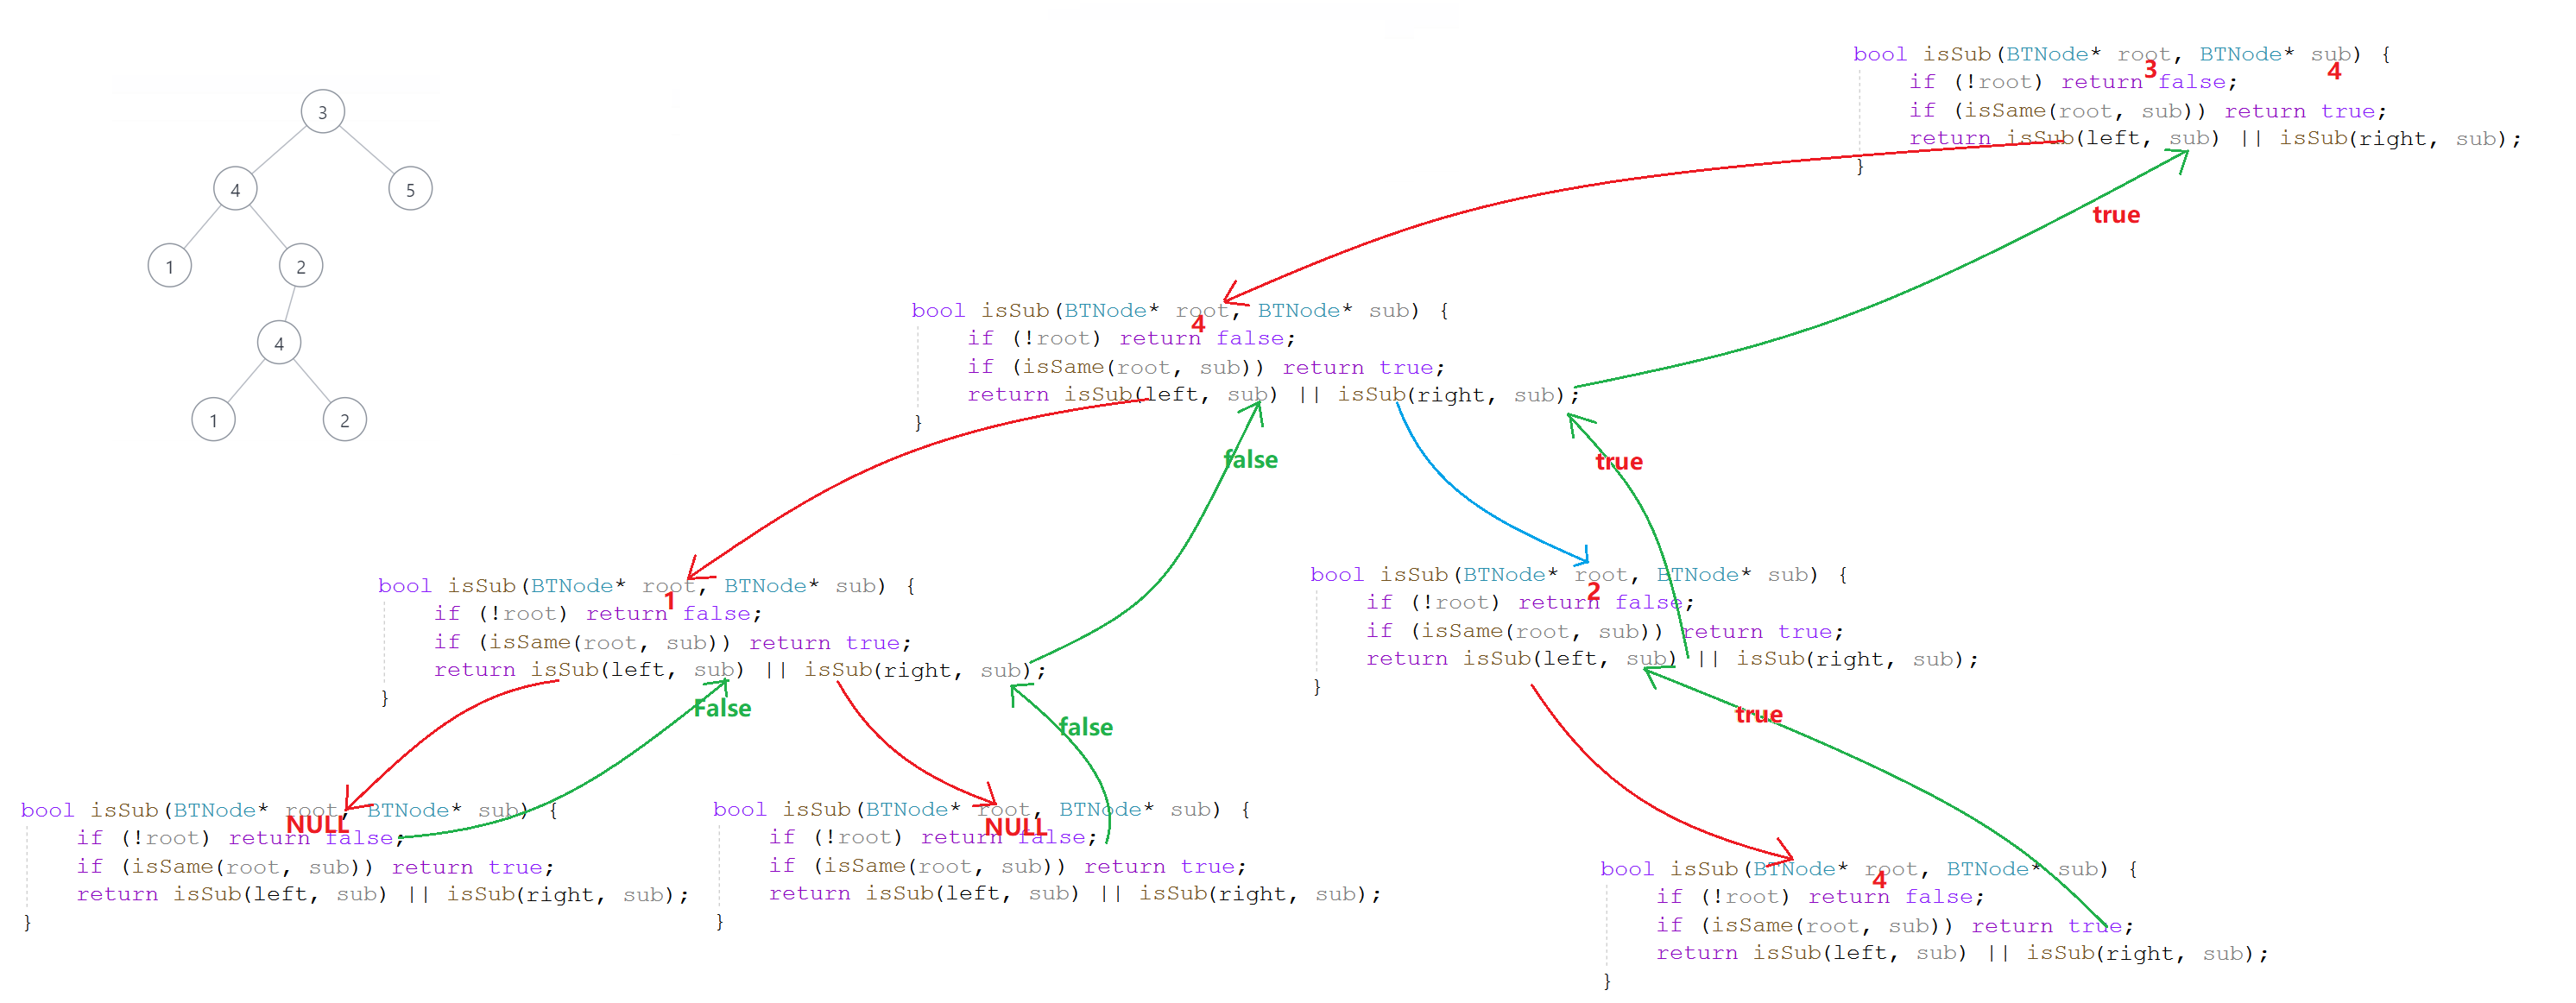 3
4
5
1
2
4
1
2
bool isSub(BTNode* root, BTNode* sub) {
3
4
if (!root) return false;
if (isSame(root, sub)) return true;
return isSub(left, sub) || isSub(right, sub);
}
true
bool isSub(BTNode* root, BTNode* sub) {
4
if (!root) return false;
if (isSame(root, sub)) return true;
return isSub(left, sub) || isSub(right, sub);
}
false
true
bool isSub(BTNode* root, BTNode* sub) {
1
if (!root) return false;
if (isSame(root, sub)) return true;
return isSub(left, sub) || isSub(right, sub);
}
False
false
bool isSub(BTNode* root, BTNode* sub) {
2
if (!root) return false;
if (isSame(root, sub)) return true;
return isSub(left, sub) || isSub(right, sub);
}
true
bool isSub(BTNode* root, BTNode* sub) {
NULL
if (!root) return false;
if (isSame(root, sub)) return true;
return isSub(left, sub) || isSub(right, sub);
}
bool isSub(BTNode* root, BTNode* sub) {
NULL
if (!root) return false;
if (isSame(root, sub)) return true;
return isSub(left, sub) || isSub(right, sub);
}
bool isSub(BTNode* root, BTNode* sub) {
4
if (!root) return false;
if (isSame(root, sub)) return true;
return isSub(left, sub) || isSub(right, sub);
}